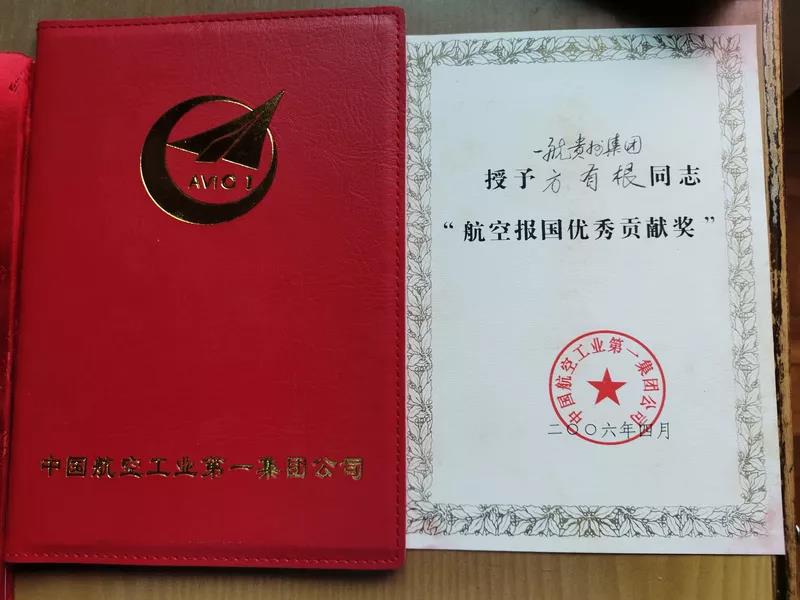 AVIC I
中国航空工业第一集团公司
一航贵州集团
授予方有根同志
“航空报国优秀贡献奖”
中国航空工业第一集团公司
二〇〇六年四月